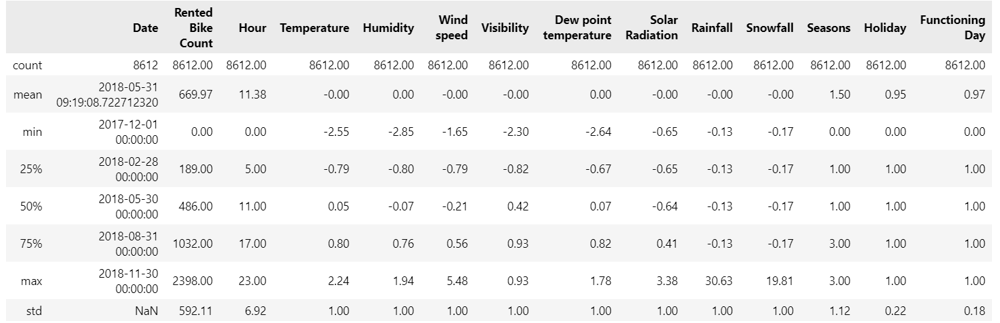 Date Rented Bike Count Hour Temperature Humidity Wind speed Visibility Dew point temperature Solar Radiation Rainfall Snowfall Seasons Holiday Functioning Day
count 8612 8612.00 8612.00 8612.00 8612.00 8612.00 8612.00 8612.00 8612.00 8612.00 8612.00 8612.00 8612.00 8612.00
mean 2018-05-31 09:19:08.722712320 669.97 11.38 -0.00 0.00 -0.00 -0.00 0.00 -0.00 -0.00 -0.00 1.50 0.95 0.97
min 2017-12-01 00:00:00 0.00 0.00 -2.55 -2.85 -1.65 -2.30 -2.64 -0.65 -0.13 -0.17 0.00 0.00 0.00
25% 2018-02-28 00:00:00 189.00 5.00 -0.79 -0.80 -0.79 -0.82 -0.67 -0.65 -0.13 -0.17 1.00 1.00 1.00
50% 2018-05-30 00:00:00 486.00 11.00 0.05 -0.07 -0.21 0.42 0.07 -0.64 -0.13 -0.17 1.00 1.00 1.00
75% 2018-08-31 00:00:00 1032.00 17.00 0.80 0.76 0.56 0.93 0.82 0.41 -0.13 -0.17 3.00 1.00 1.00
max 2018-11-30 00:00:00 2398.00 23.00 2.24 1.94 5.48 0.93 1.78 3.38 30.63 19.81 3.00 1.00 1.00
std NaN 592.11 6.92 1.00 1.00 1.00 1.00 1.00 1.00 1.00 1.00 1.12 0.22 0.18